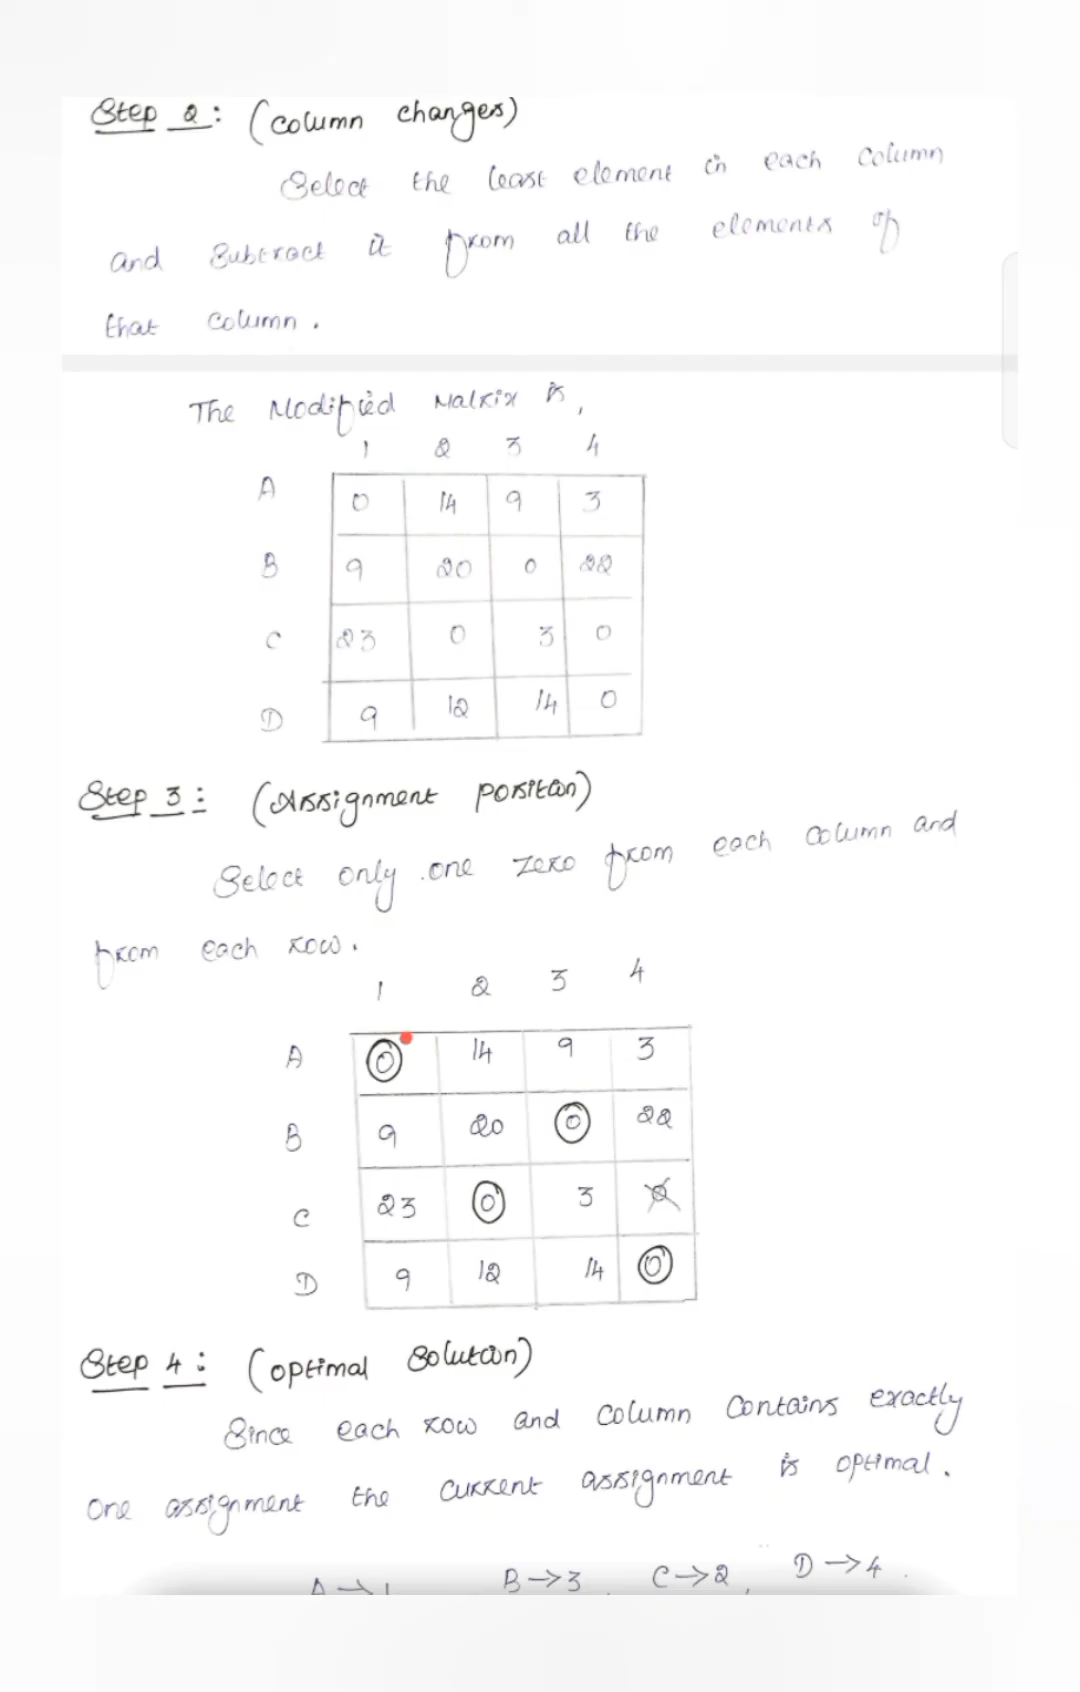 Step 2: (column changes)
Select the least element in each column
and Subtract it from all the elements of
that column.
The Modified Matrix is,
1 2 3 4
A 0 14 9 3
B 9 20 0 22
C 23 0 3 0
D 9 12 14 0
Step 3: (Assignment position)
Select only one zero from each column and
from each row.
1 2 3 4
A 0 14 9 3
B 9 20 0 22
C 23 0 3 0
D 9 12 14 0
Step 4: (optimal Solution)
Since each row and column contains exactly
one assignment the current assignment is optimal.
A→1 B→3, C→2, D→4.